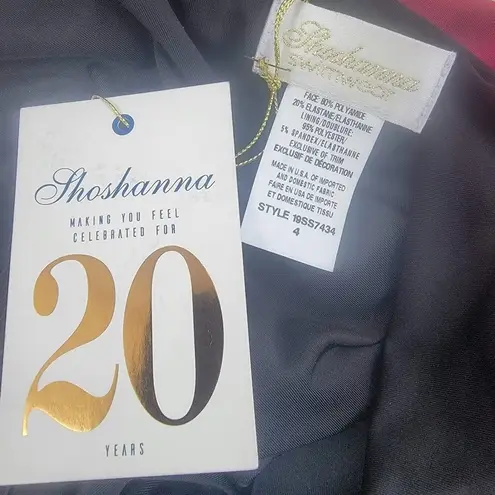 Shoshanna
MAKING YOU FEEL
CELEBRATED FOR
20
YEARS
Shoshanna
SWIMWEAR
FACE: 80% POLYAMIDE
20% ELASTANE/ELASTHANNE
LINING/DOUBLURE:
95% POLYESTER/
5% SPANDEX/ELASTHANNE
EXCLUSIVE OF TRIM
EXCLUSIF DE DÉCORATION
MADE IN U.S.A. OF IMPORTED
AND DOMESTIC FABRIC
FAIRE EN USA DE IMPORTE
ET DOMESTIQUE TISSU
STYLE 19SS7434
4